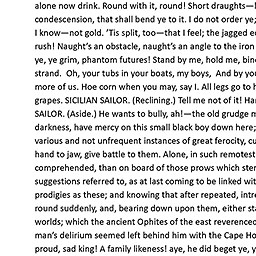 alone now drink. Round with it, round! Short draughts—l
condescension, that shall bend ye to it. I do not order ye;
I know—not gold. 'Tis split, too—that I feel; the jagged e
rush! Naught's an obstacle, naught's an angle to the iron
ye, ye grim, phantom futures! Stand by me, hold me, bin
strand. Oh, your tubs in your boats, my boys, And by yo
more of us. Hoe corn when you may, say I. All legs go to h
grapes. SICILIAN SAILOR. (Reclining.) Tell me not of it! Ha
SAILOR. (Aside.) He wants to bully, ah!—the old grudge m
darkness, have mercy on this small black boy down here;
various and not unfrequent instances of great ferocity, cu
hand to jaw, give battle to them. Alone, in such remotest
comprehended, than on board of those prows which ster
suggestions referred to, as at last coming to be linked wit
prodigies as these; and knowing that after repeated, intre
round suddenly, and, bearing down upon them, either sta
worlds; which the ancient Ophites of the east reverenced
man's delirium seemed left behind him with the Cape Ho
proud, sad king! A family likeness! aye, he did beget ye, y